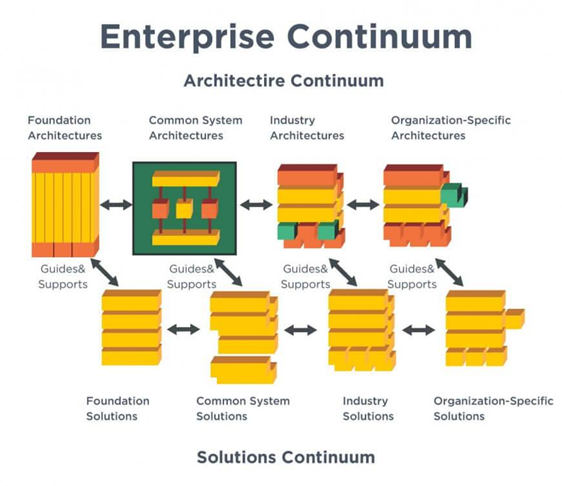 Enterprise Continuum
Architectire Continuum
Foundation
Architectures
Common System
Architectures
Industry
Architectures
Organization-Specific
Architectures
Guides&
Supports
Guides&
Supports
Guides&
Supports
Guides&
Supports
Foundation
Solutions
Common System
Solutions
Industry
Solutions
Organization-Specific
Solutions
Solutions Continuum